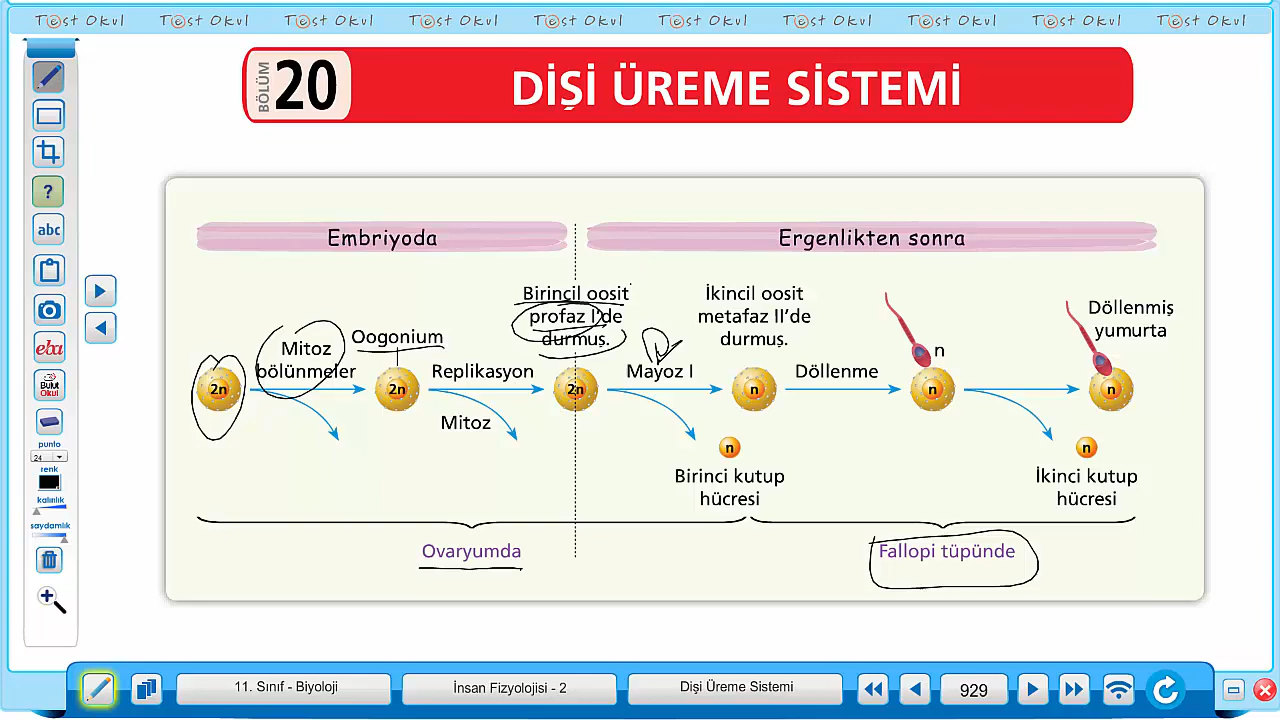 Test Okul Test Okul Test Okul Test Okul Test Okul Test Okul Test Okul Test Okul Test Okul Test Okul
BÖLÜM 20
DİŞİ ÜREME SİSTEMİ
?
abc
eba
Bulut
Okul
punto
24
renk
kalınlık
saydamlık
Embriyoda
Ergenlikten sonra
Mitoz
bölünmeler
Oogonium
Replikasyon
Mitoz
Birincil oosit
profaz I'de
durmuş.
Mayoz I
İkincil oosit
metafaz II'de
durmuş.
Döllenme
n
Döllenmiş
yumurta
2n
2n
2n
n
n
n
n
Birinci kutup
hücresi
n
İkinci kutup
hücresi
Ovaryumda
Fallopi tüpünde
11. Sınıf - Biyoloji
İnsan Fizyolojisi - 2
Dişi Üreme Sistemi
929